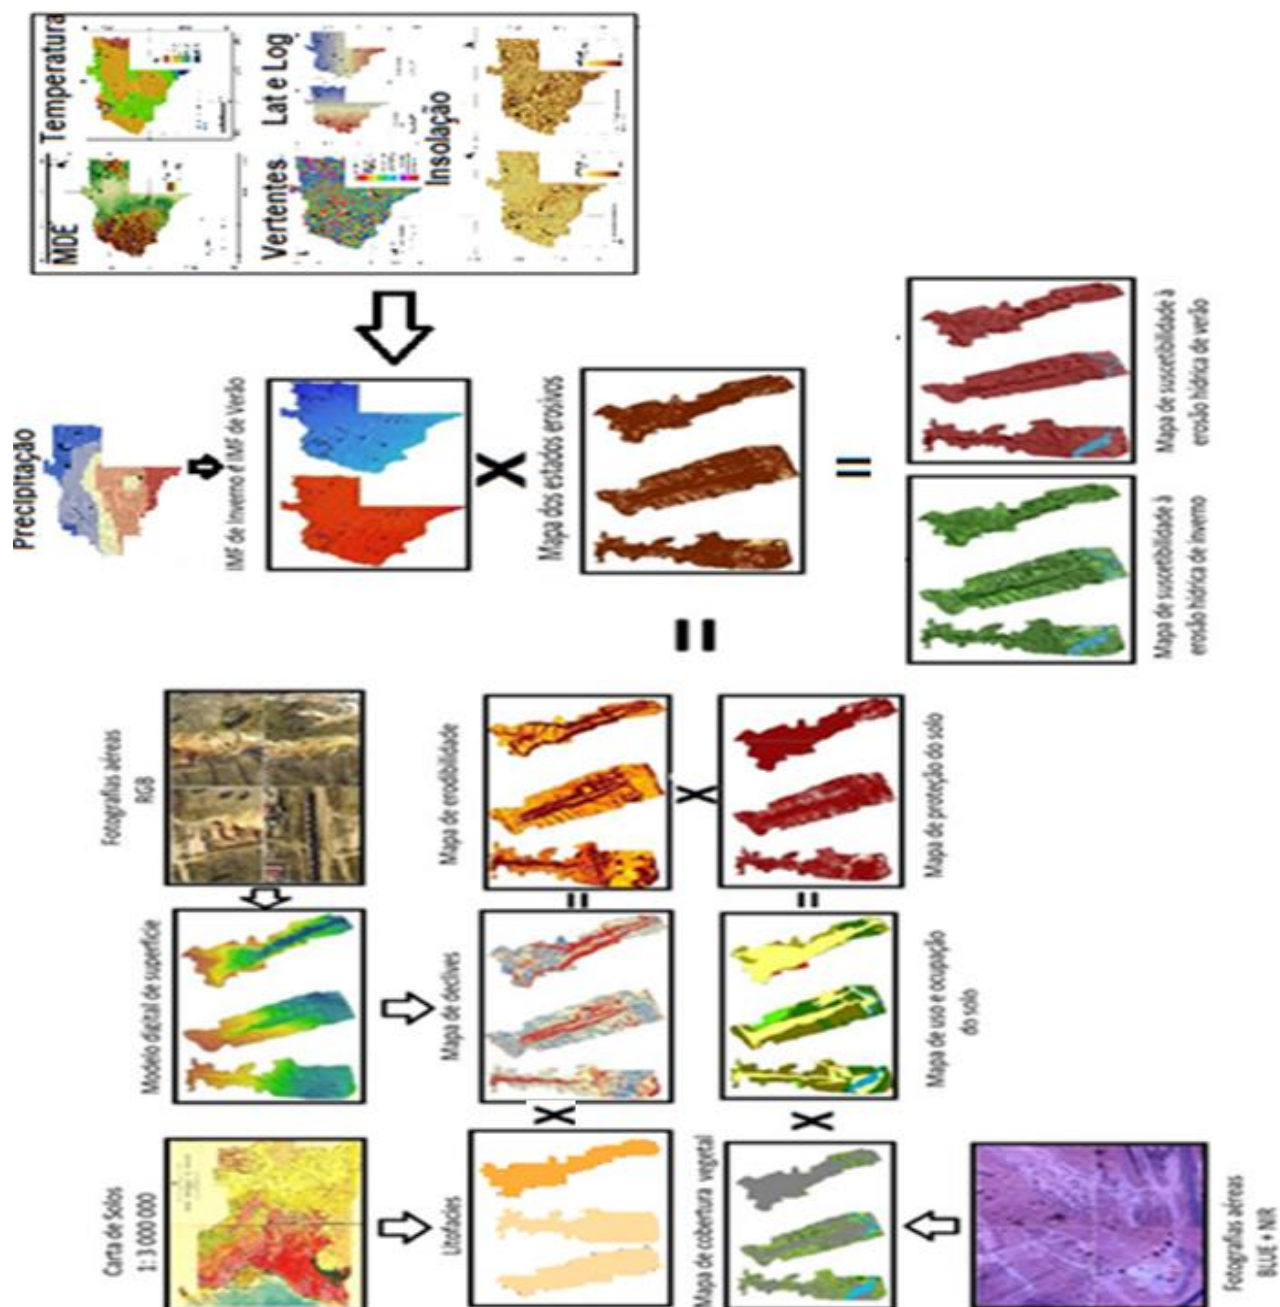 Carta de Solos
1: 3 000 000
Modelo digital de superfície
Fotografias aéreas
RGB
Precipitação
MDE
Temperatura
IMF de Inverno e IMF de Verão
Vertentes
Lat e Log
Insolação
Litofacies
Mapa de declives
Mapa de erodibilidade
Mapa dos estados erosivos
X
=
X
=
X
Mapa de cobertura vegetal
X
=
X
Mapa de uso e ocupação
do solo
Mapa de proteção do solo
=
Mapa de suscetibilidade à
erosão hídrica de inverno
Mapa de suscetibilidade à
erosão hídrica de verão
Fotografias aéreas
BLUE + NIR